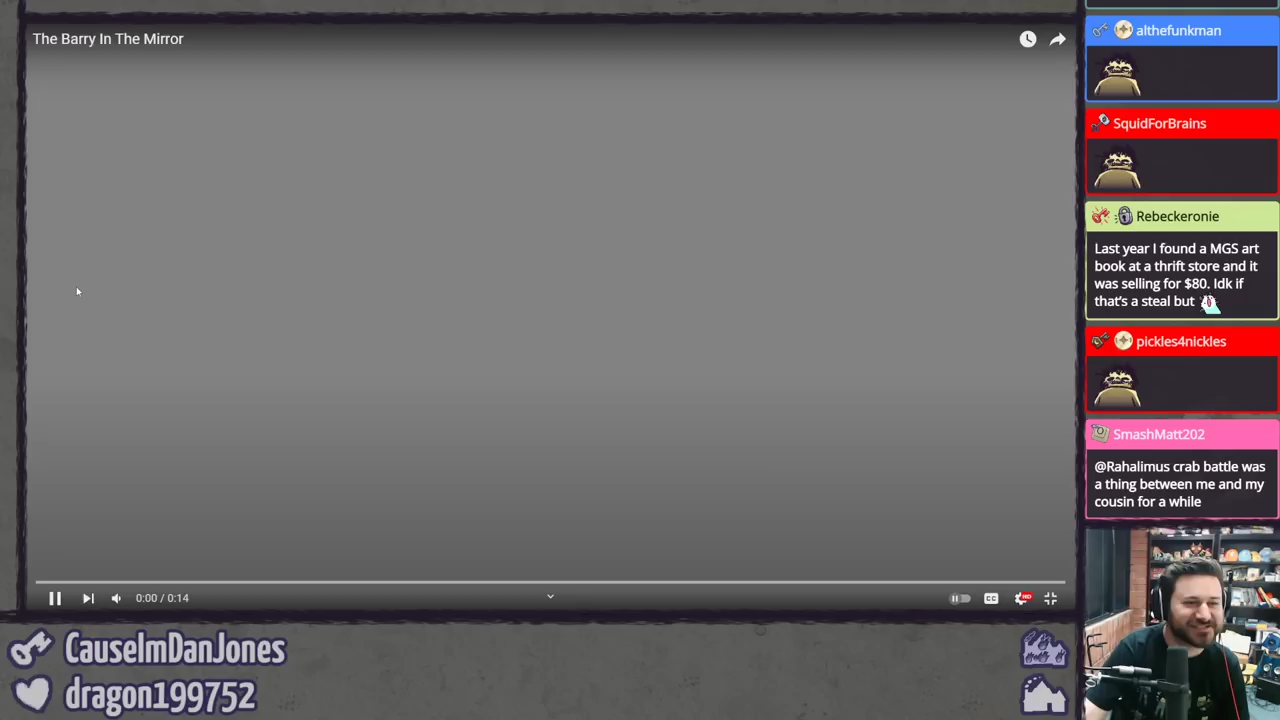 The Barry In The Mirror
0:00 / 0:14
CC
HD
althefunkman
SquidForBrains
Rebeckeronie
Last year I found a MGS art
book at a thrift store and it
was selling for $80. Idk if
that's a steal but
pickles4nickles
SmashMatt202
@Rahalimus crab battle was
a thing between me and my
cousin for a while
CauseImDanJones
dragon199752